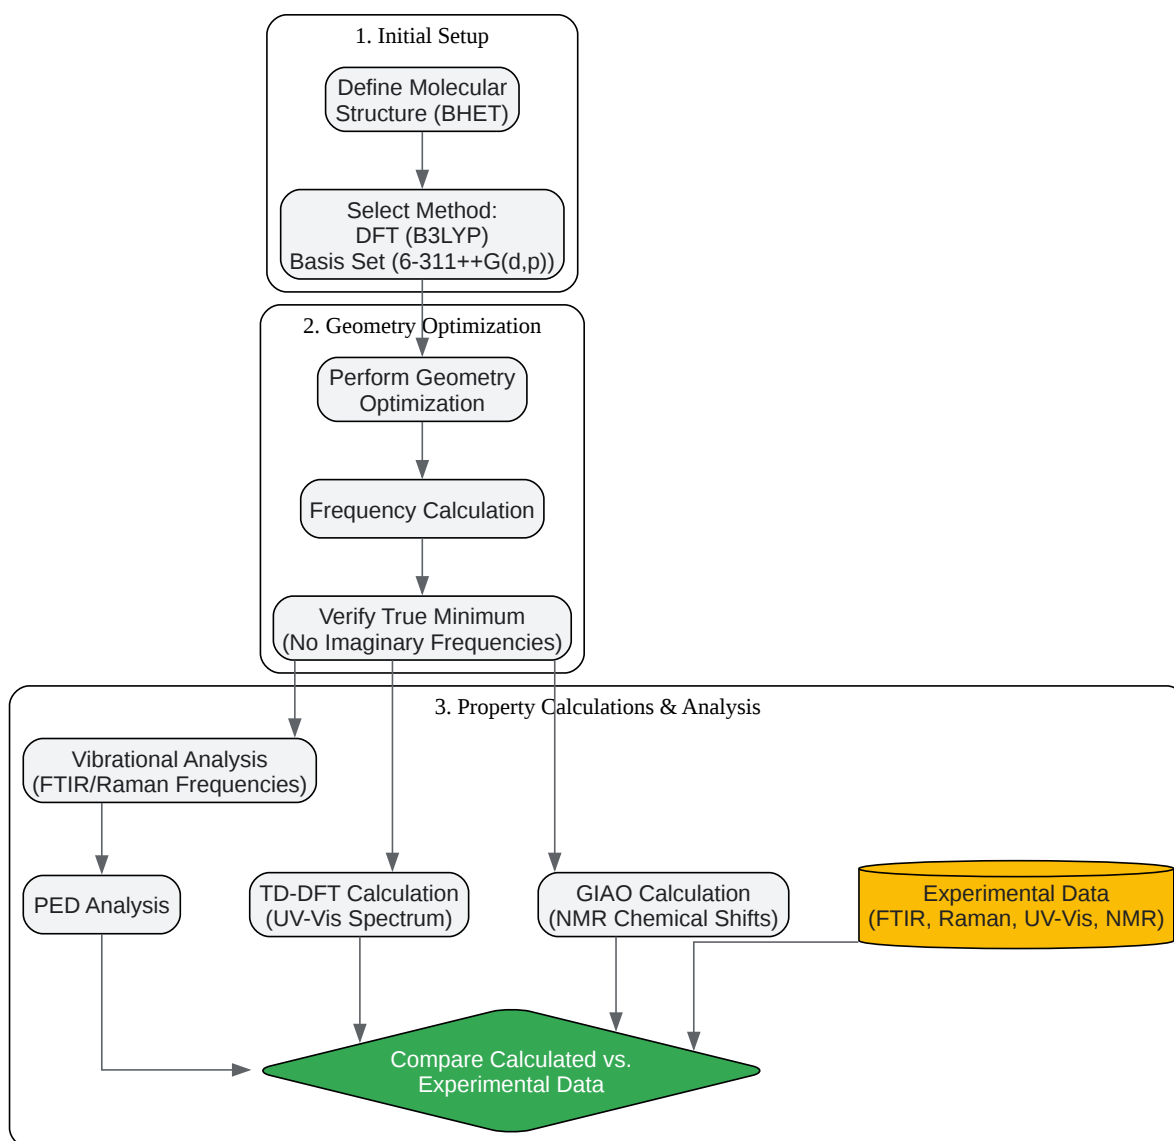 1. Initial Setup
Define Molecular
Structure (BHET)
Select Method:
DFT (B3LYP)
Basis Set (6-311++G(d,p))
2. Geometry Optimization
Perform Geometry
Optimization
Frequency Calculation
Verify True Minimum
(No Imaginary Frequencies)
3. Property Calculations & Analysis
Vibrational Analysis
(FTIR/Raman Frequencies)
PED Analysis
TD-DFT Calculation
(UV-Vis Spectrum)
GIAO Calculation
(NMR Chemical Shifts)
Experimental Data
(FTIR, Raman, UV-Vis, NMR)
Compare Calculated vs.
Experimental Data